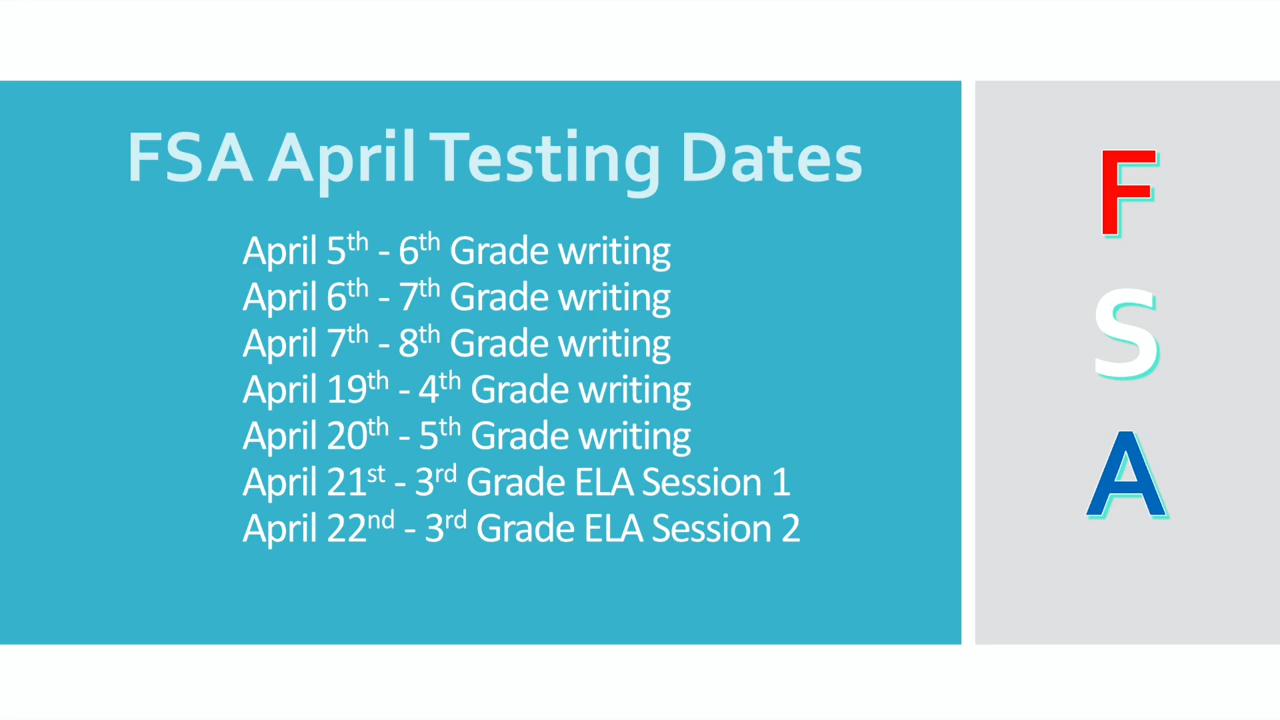 FSA April Testing Dates
April 5th - 6th Grade writing
April 6th - 7th Grade writing
April 7th - 8th Grade writing
April 19th - 4th Grade writing
April 20th - 5th Grade writing
April 21st - 3rd Grade ELA Session 1
April 22nd - 3rd Grade ELA Session 2
F
S
A